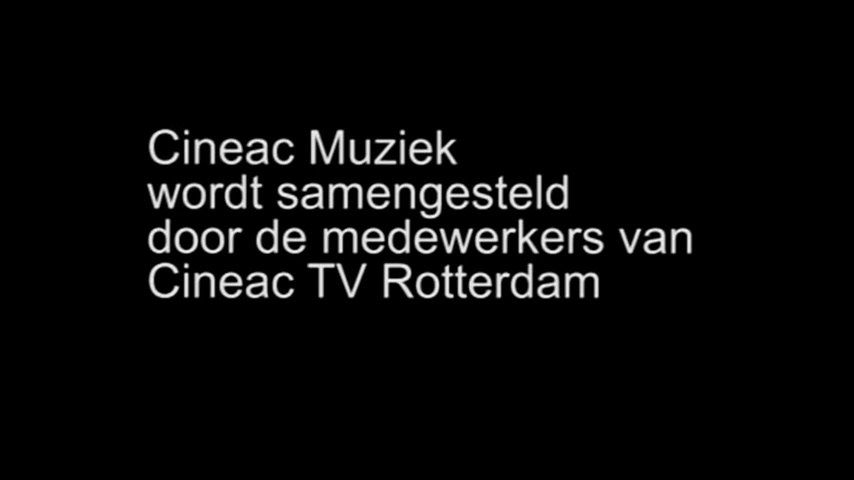 Cineac Muziek
wordt samengesteld
door de medewerkers van
Cineac TV Rotterdam